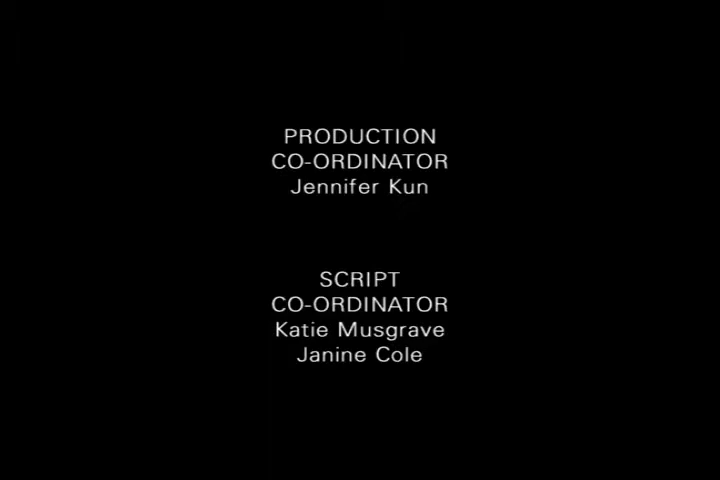 PRODUCTION
CO-ORDINATOR
Jennifer Kun
SCRIPT
CO-ORDINATOR
Katie Musgrave
Janine Cole